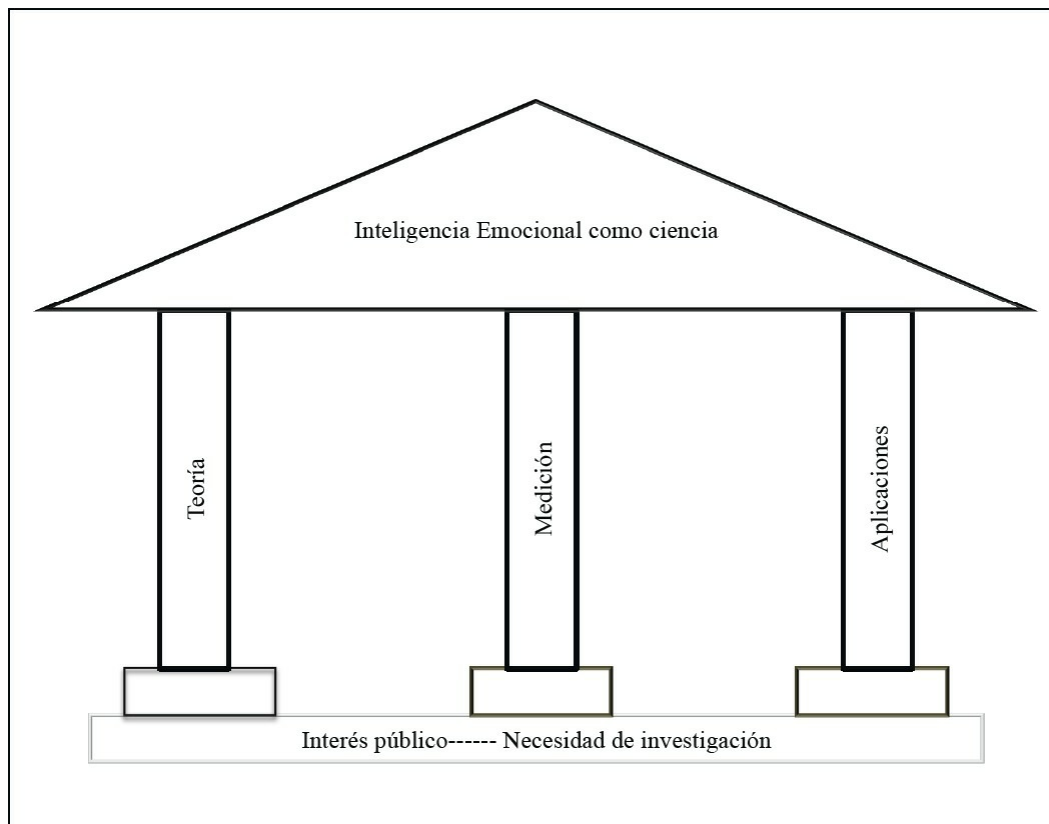 Inteligencia Emocional como ciencia
Teoría
Medición
Aplicaciones
Interés público------ Necesidad de investigación